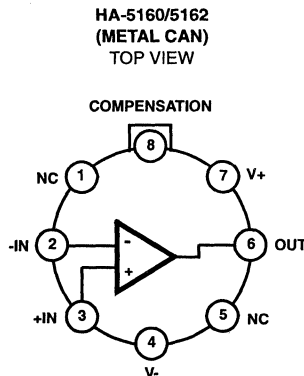 HA-5160/5162
(METAL CAN)
TOP VIEW
COMPENSATION
8
NC 1
7 V+
-IN 2
-
6 OUT
+
+IN 3
5 NC
4
V-